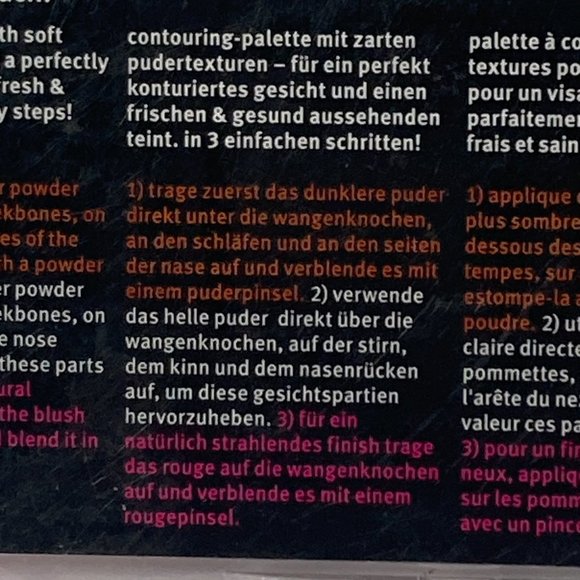 th soft
a perfectly
resh &
y steps!
r powder
kbones, on
es of the
h a powder
er powder
ekbones, on
e nose
these parts
ural
the blush
blend it in
contouring-palette mit zarten
pudertexturen – für ein perfekt
konturiertes gesicht und einen
frischen & gesund aussehenden
teint. in 3 einfachen schritten!
1) trage zuerst das dunklere puder
direkt unter die wangenknochen,
an den schläfen und an den seiten
der nase auf und verblende es mit
einem puderpinsel. 2) verwende
das helle puder direkt über die
wangenknochen, auf der stirn,
dem kinn und dem nasenrücken
auf, um diese gesichtspartien
hervorzuheben. 3) für ein
natürlich strahlendes finish trage
das rouge auf die wangenknochen
auf und verblende es mit einem
rougepinsel.
palette à co
textures po
pour un visa
parfaitemen
frais et sain
1) applique
plus sombre
dessous des
tempes, sur
estompe-la a
poudre. 2) ut
claire directe
pommettes,
l'arête du ne
valeur ces pa
3) pour un fin
neux, appliq
sur les pomm
avec un pince